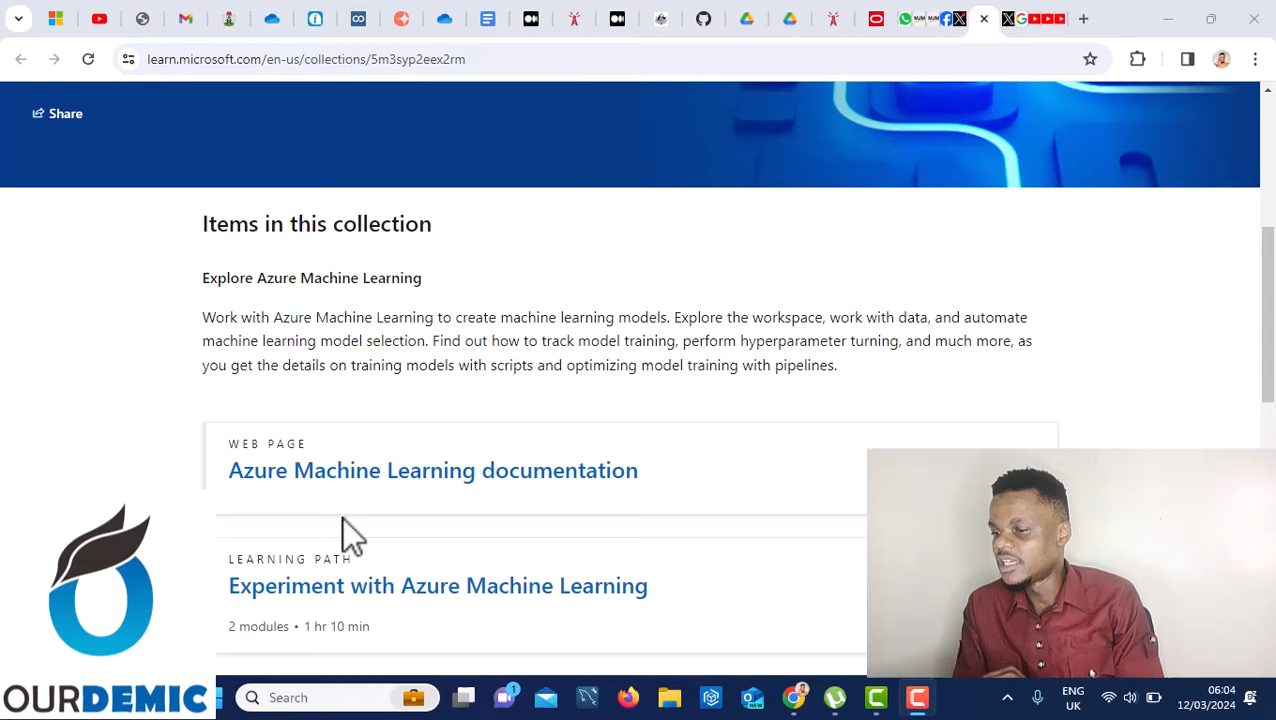 learn.microsoft.com/en-us/collections/5m3syp2eex2rm
Share
Items in this collection
Explore Azure Machine Learning
Work with Azure Machine Learning to create machine learning models. Explore the workspace, work with data, and automate
machine learning model selection. Find out how to track model training, perform hyperparameter turning, and much more, as
you get the details on training models with scripts and optimizing model training with pipelines.
WEB PAGE
Azure Machine Learning documentation
LEARNING PATH
Experiment with Azure Machine Learning
2 modules • 1 hr 10 min
OURDEMIC
Search
1
NEW
ENG
UK
06:04
12/03/2024